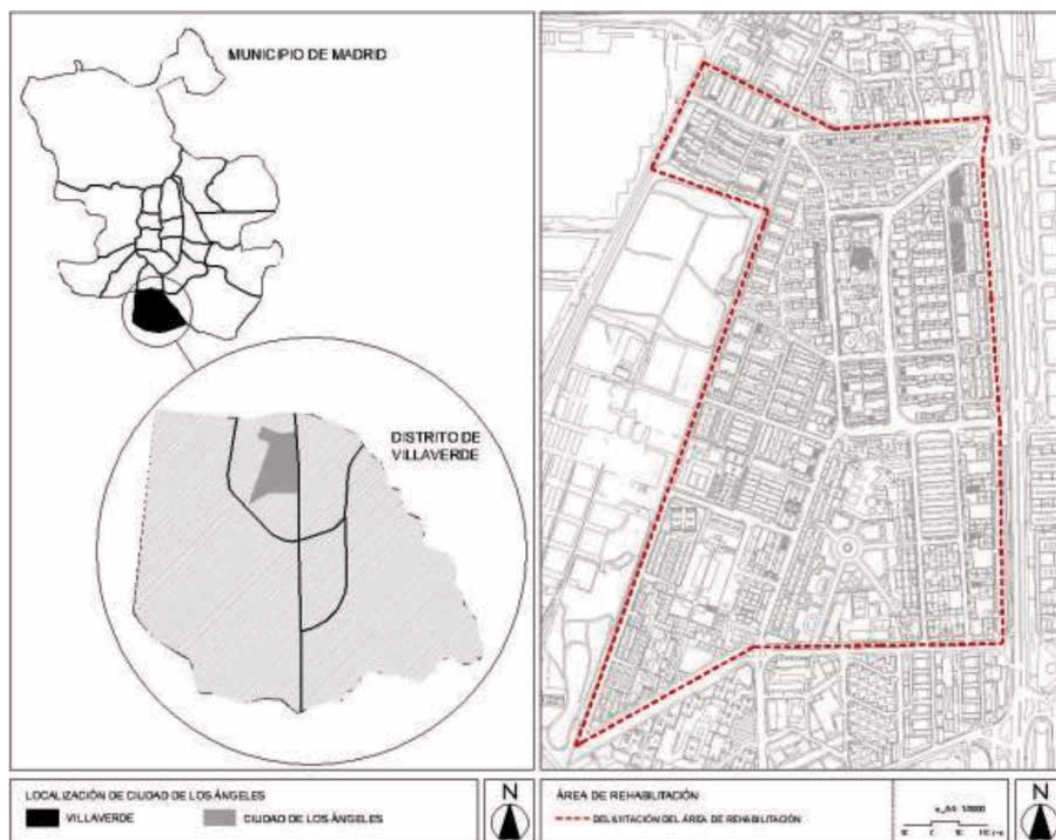 MUNICIPIO DE MADRID
DISTRITO DE
VILLAVERDE
LOCALIZACIÓN DE CIUDAD DE LOS ÁNGELES
VILLAVERDE
CIUDAD DE LOS ÁNGELES
N
ÁREA DE REHABILITACIÓN
DELIMITACIÓN DEL ÁREA DE REHABILITACIÓN
N